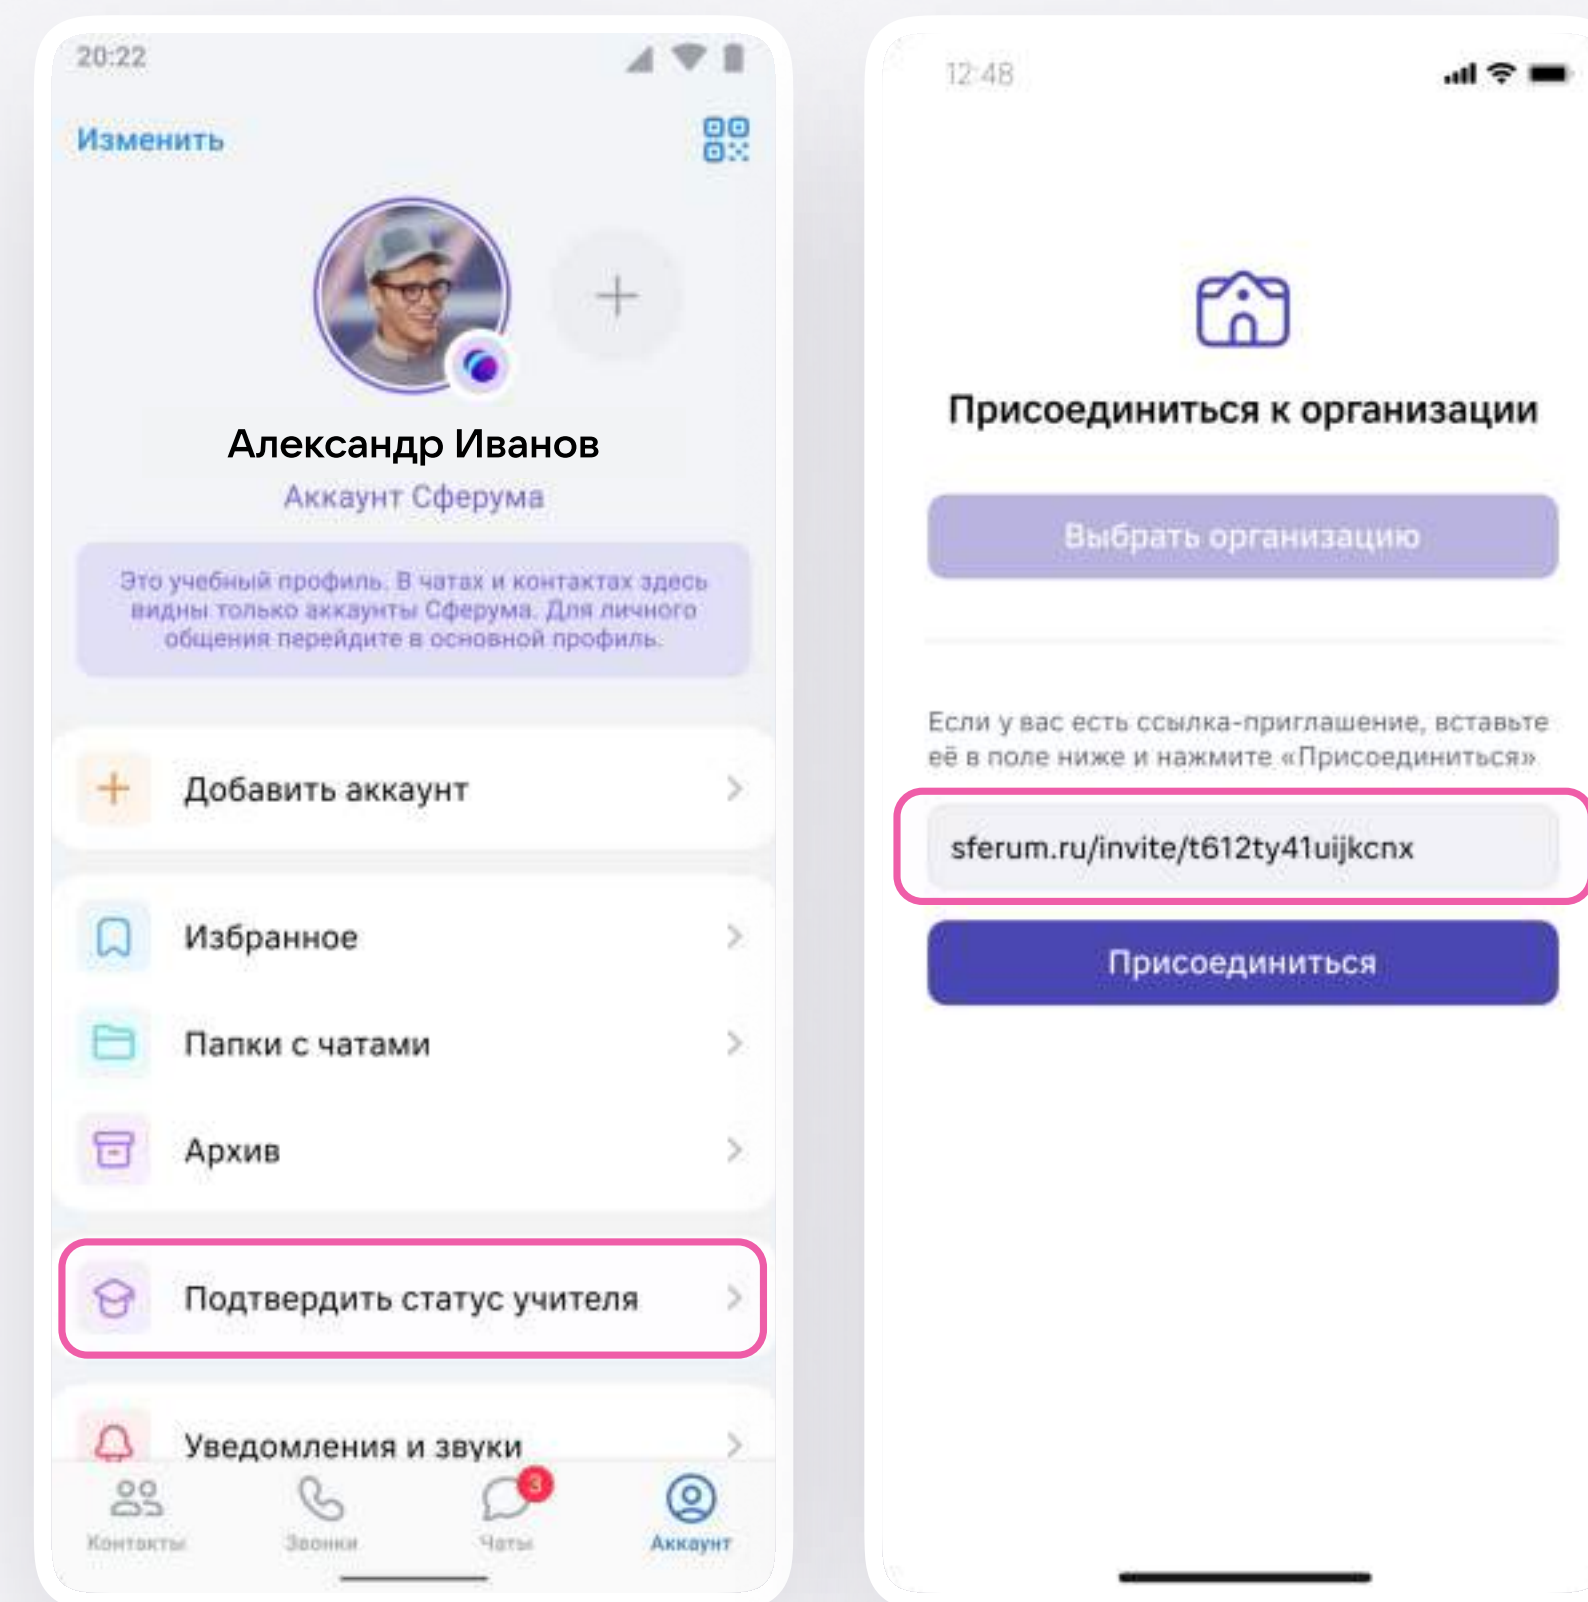 20:22
Изменить
Александр Иванов
Аккаунт Сферума
Это учебный профиль. В чатах и контактах здесь
видны только аккаунты Сферума. Для личного
общения перейдите в основной профиль.
Добавить аккаунт
Избранное
Папки с чатами
Архив
Подтвердить статус учителя
Уведомления и звуки
3
Контакты
Звонки
Чаты
Аккаунт
12:48
Присоединиться к организации
Выбрать организацию
Если у вас есть ссылка-приглашение, вставьте
её в поле ниже и нажмите «Присоединиться»
sferum.ru/invite/t612ty41uijkcnx
Присоединиться